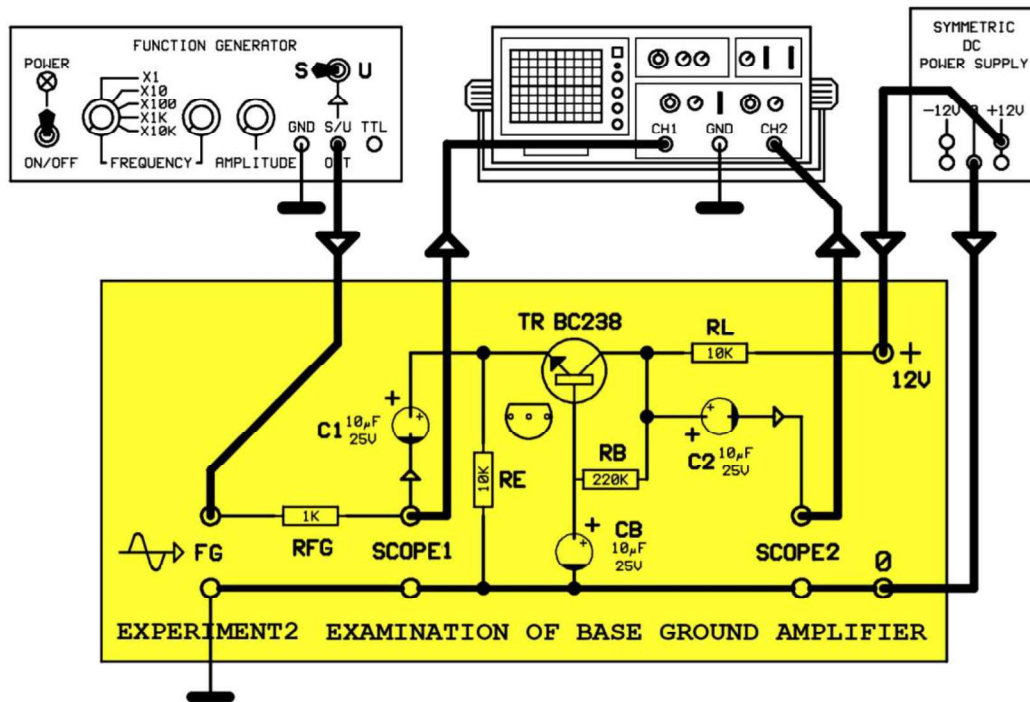 FUNCTION GENERATOR
POWER
S U
X1
X10
X100
X1K
X10K
GND S/U TTL
ON/OFF
FREQUENCY
AMPLITUDE
OUT
CH1 GND CH2
SYMMETRIC
DC
POWER SUPPLY
-12V 0 +12V
TR BC238
RL
10K
+
12V
+
C1 10µF
25V
10K
RE
RB
220K
+
C2 10µF
25V
1K
FG
RFG
SCOPE1
+
CB
10µF
25V
SCOPE2
0
EXPERIMENT2 EXAMINATION OF BASE GROUND AMPLIFIER